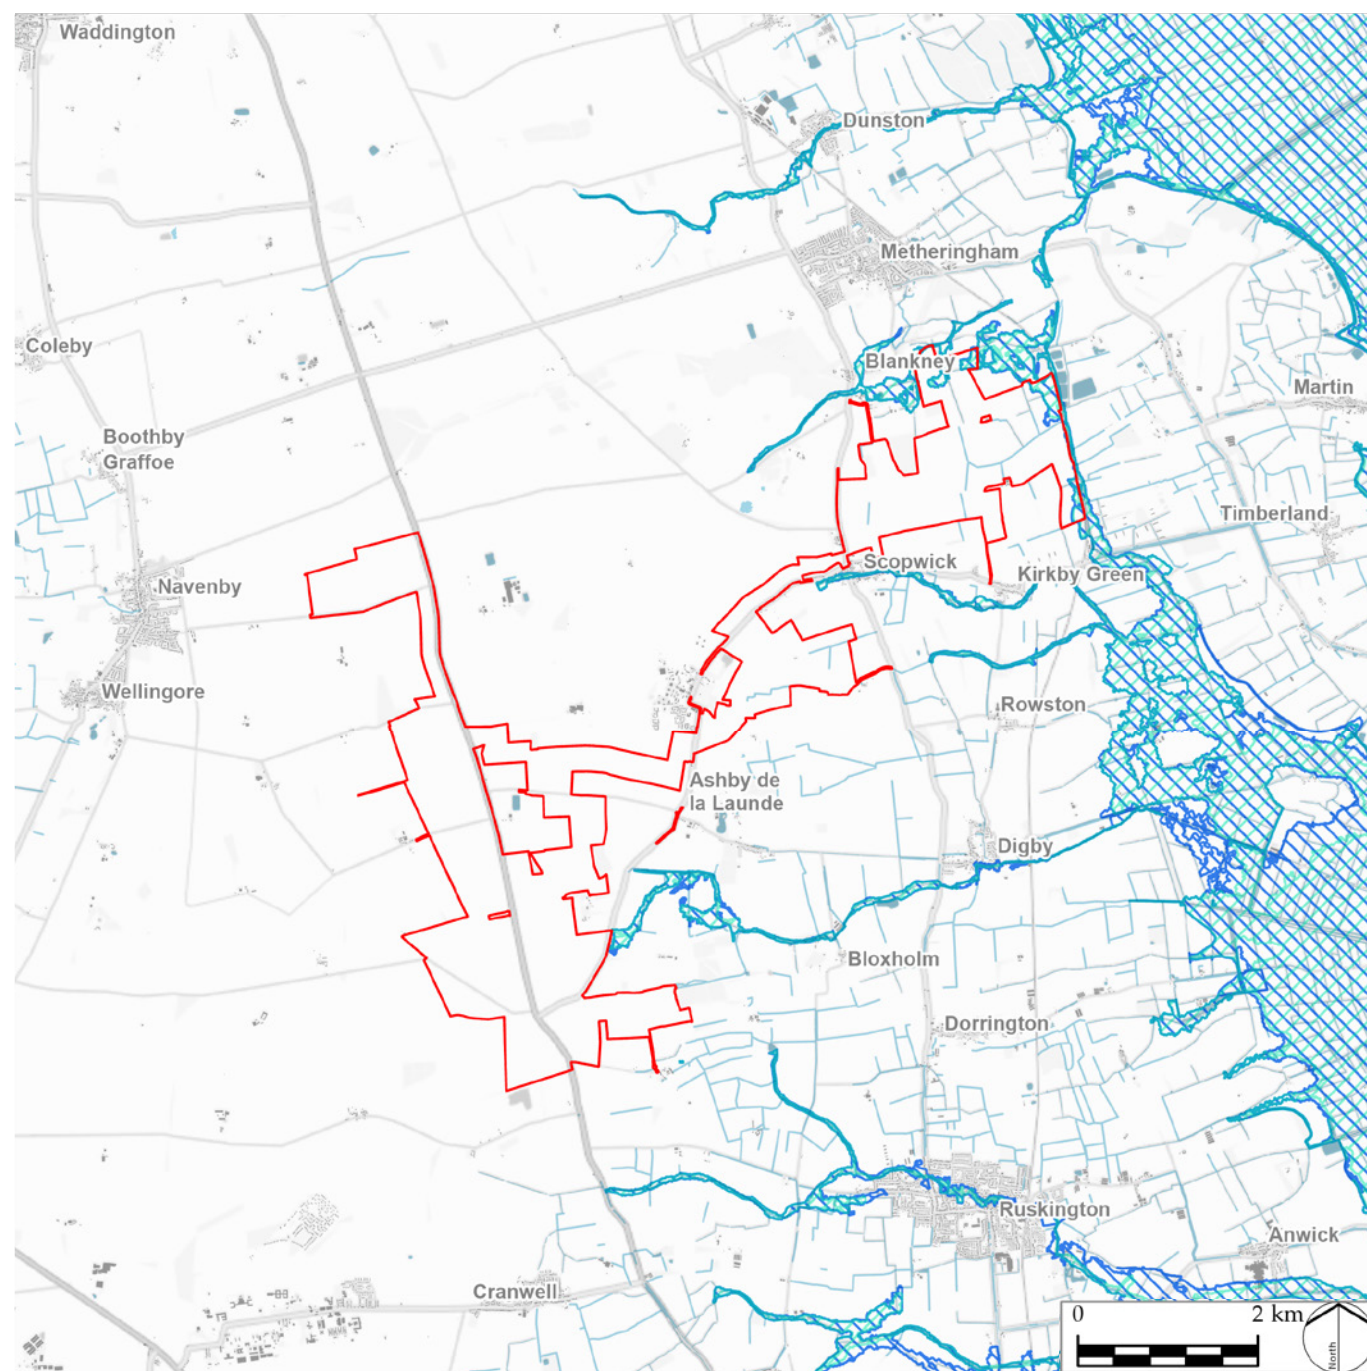 Waddington
Dunston
Metheringham
Coleby
Blankney
Martin
Boothby
Graffoe
Timberland
Scopwick
Kirkby Green
Navenby
Wellingore
Rowston
Ashby de
la Launde
Digby
Bloxholm
Dorrington
Ruskington
Anwick
Cranwell
0 2 km
North